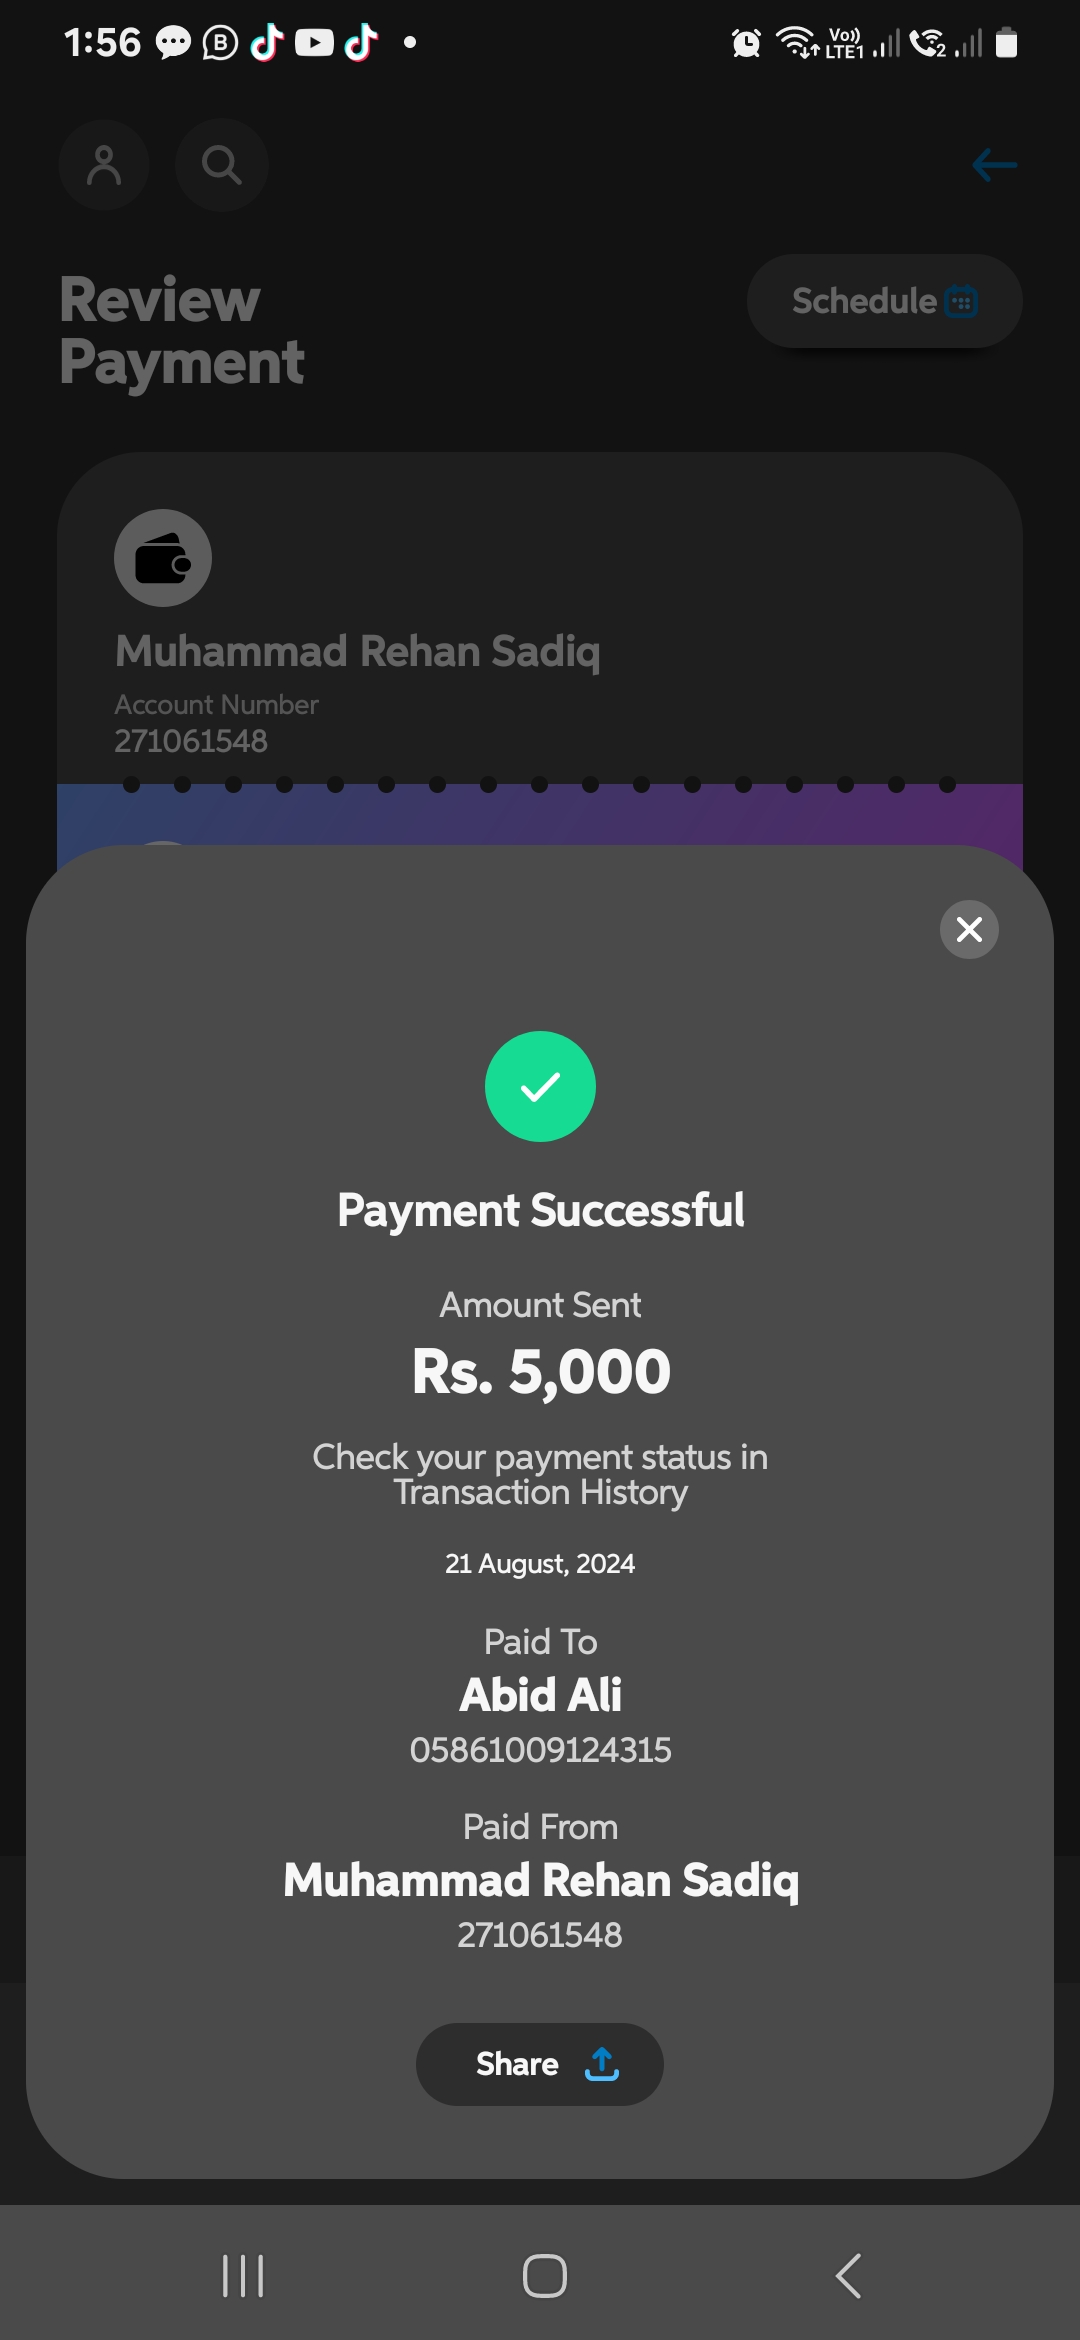 1:56
Vo))
LTE1
2
Review
Payment
Schedule
Muhammad Rehan Sadiq
Account Number
271061548
Payment Successful
Amount Sent
Rs. 5,000
Check your payment status in
Transaction History
21 August, 2024
Paid To
Abid Ali
05861009124315
Paid From
Muhammad Rehan Sadiq
271061548
Share